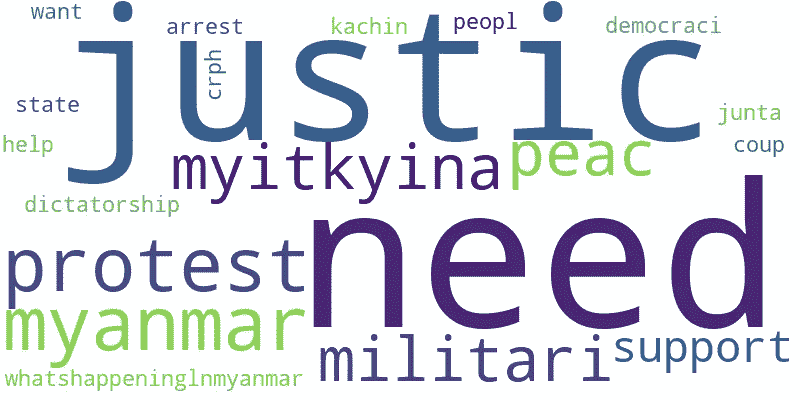 want
arrest
kachin
peopl
democraci
justic
crph
state
junta
help
coup
myitkyina
peac
dictatorship
need
protest
myanmar
militari
support
whatshappeninglnmyanmar